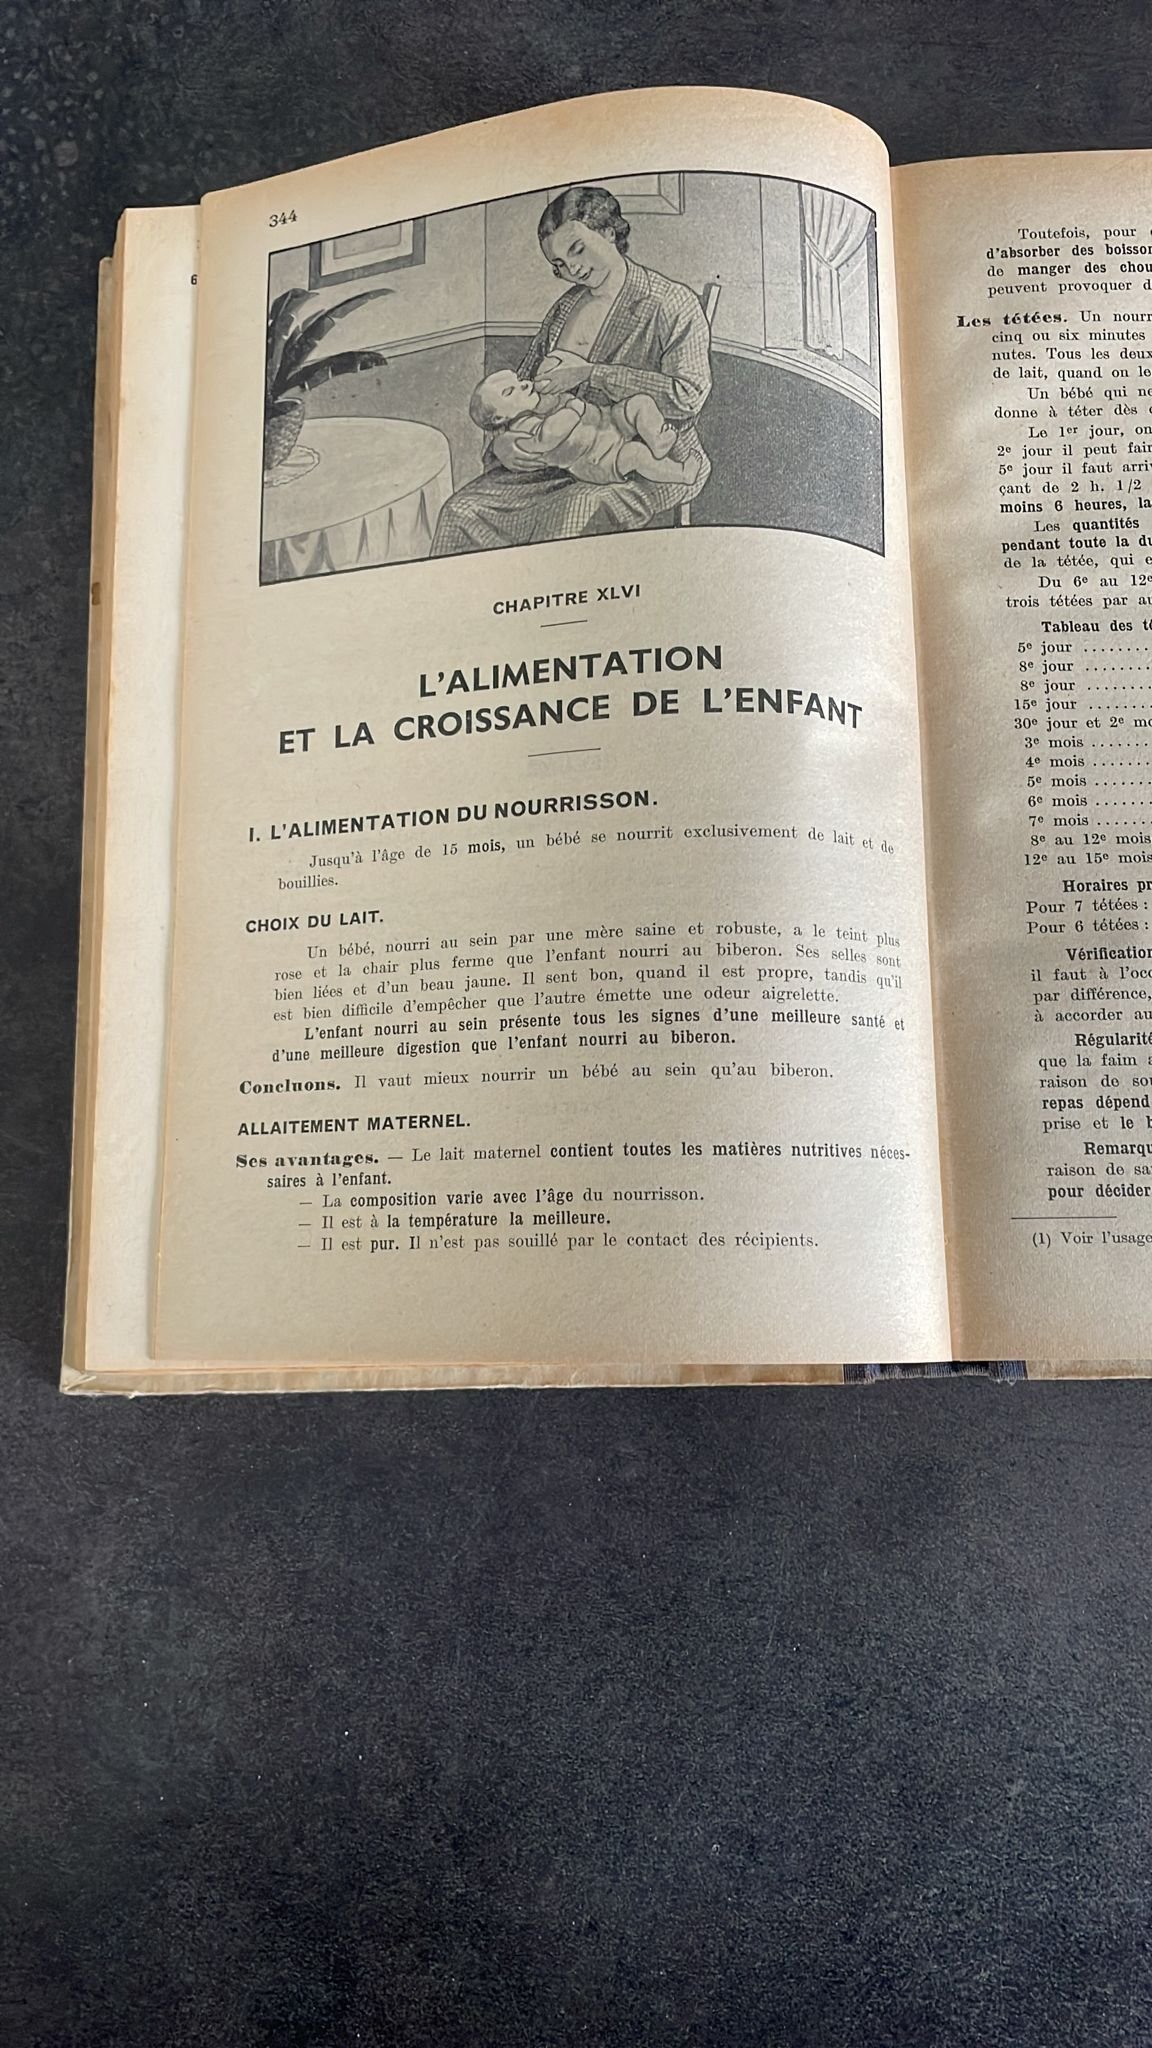 344
6
CHAPITRE XLVI
L'ALIMENTATION
ET LA CROISSANCE DE L'ENFANT
I. L'ALIMENTATION DU NOURRISSON.
Jusqu'à l'âge de 15 mois, un bébé se nourrit exclusivement de lait et de
bouillies.
CHOIX DU LAIT.
Un bébé, nourri au sein par une mère saine et robuste, a le teint plus
rose et la chair plus ferme que l'enfant nourri au biberon. Ses selles sont
bien liées et d'un beau jaune. Il sent bon, quand il est propre, tandis qu'il
est bien difficile d'empêcher que l'autre émette une odeur aigrelette.
L'enfant nourri au sein présente tous les signes d'une meilleure santé et
d'une meilleure digestion que l'enfant nourri au biberon.
Concluons. Il vaut mieux nourrir un bébé au sein qu'au biberon.
ALLAITEMENT MATERNEL.
Ses avantages. — Le lait maternel contient toutes les matières nutritives néces-
saires à l'enfant.
— La composition varie avec l'âge du nourrisson.
— Il est à la température la meilleure.
— Il est pur. Il n'est pas souillé par le contact des récipients.
Toutefois, pour
d'absorber des boisson
de manger des chou
peuvent provoquer d
Les tétées. Un nourr
cinq ou six minutes
nutes. Tous les deux
de lait, quand on le
Un bébé qui ne
donne à téter dès
Le 1er jour, on
2e jour il peut fair
5e jour il faut arri
çant de 2 h. 1/2
moins 6 heures, la
Les quantités
pendant toute la du
de la tétée, qui e
Du 6e au 12e
trois tétées par au
Tableau des té
5e jour ........
8e jour ........
8e jour ........
15e jour ........
30e jour et 2e mo
3e mois .......
4e mois .......
5e mois .......
6e mois .......
7e mois .......
8e au 12e mois
12e au 15e mois
Horaires pr
Pour 7 tétées :
Pour 6 tétées :
Vérification
il faut à l'occ
par différence,
à accorder au
Régularité
que la faim a
raison de sou
repas dépend
prise et le b
Remarqu
raison de sa
pour décider
(1) Voir l'usage